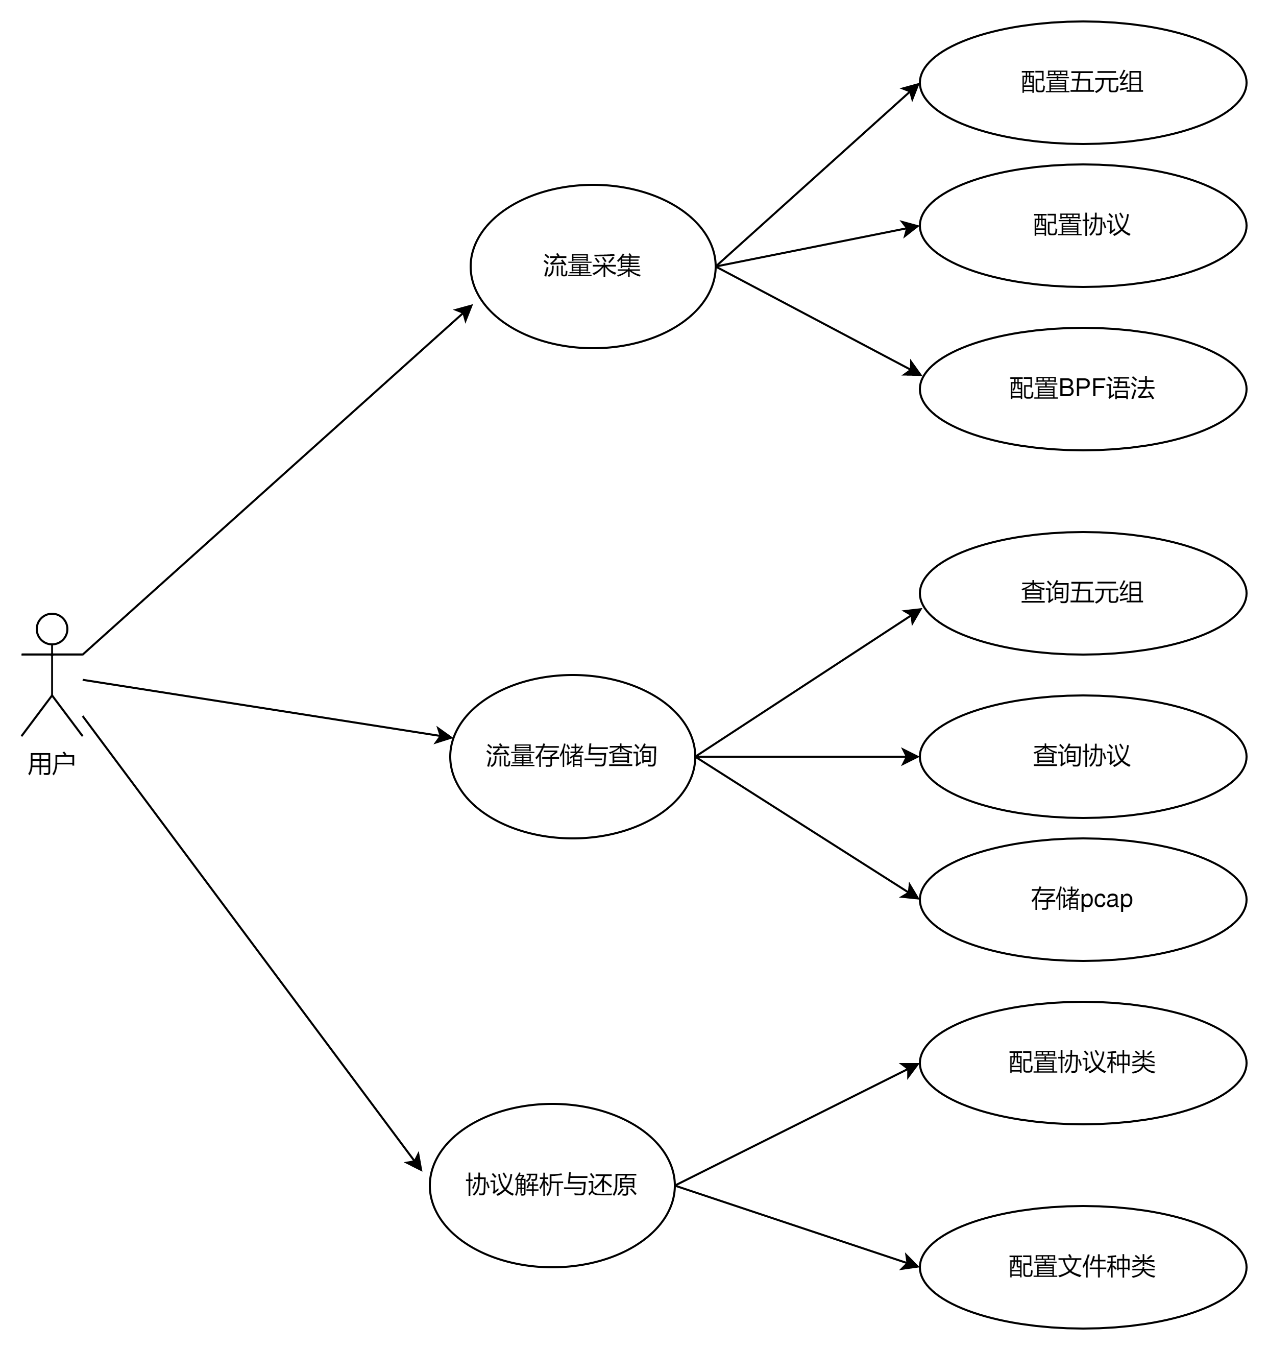 配置五元组
配置协议
流量采集
配置BPF语法
查询五元组
用户
流量存储与查询
查询协议
存储pcap
配置协议种类
协议解析与还原
配置文件种类